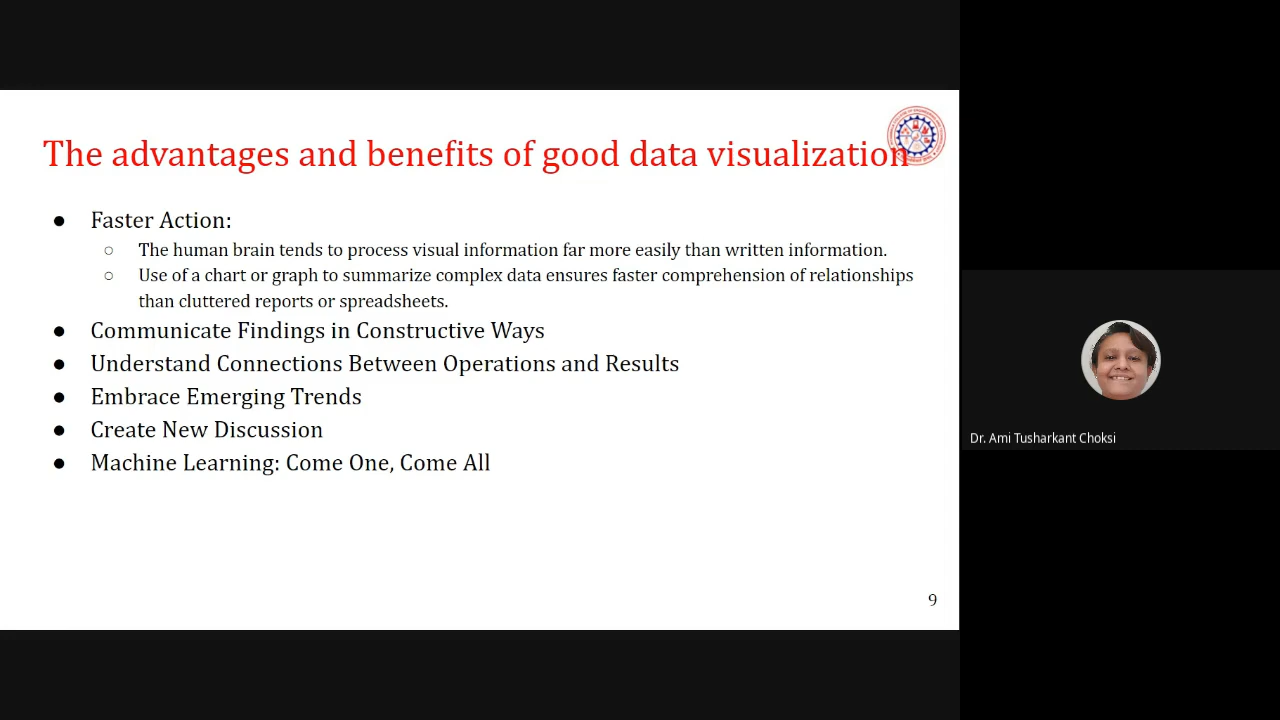 The advantages and benefits of good data visualization
● Faster Action:
○ The human brain tends to process visual information far more easily than written information.
○ Use of a chart or graph to summarize complex data ensures faster comprehension of relationships
than cluttered reports or spreadsheets.
● Communicate Findings in Constructive Ways
● Understand Connections Between Operations and Results
● Embrace Emerging Trends
● Create New Discussion
● Machine Learning: Come One, Come All
9
Dr. Ami Tusharkant Choksi